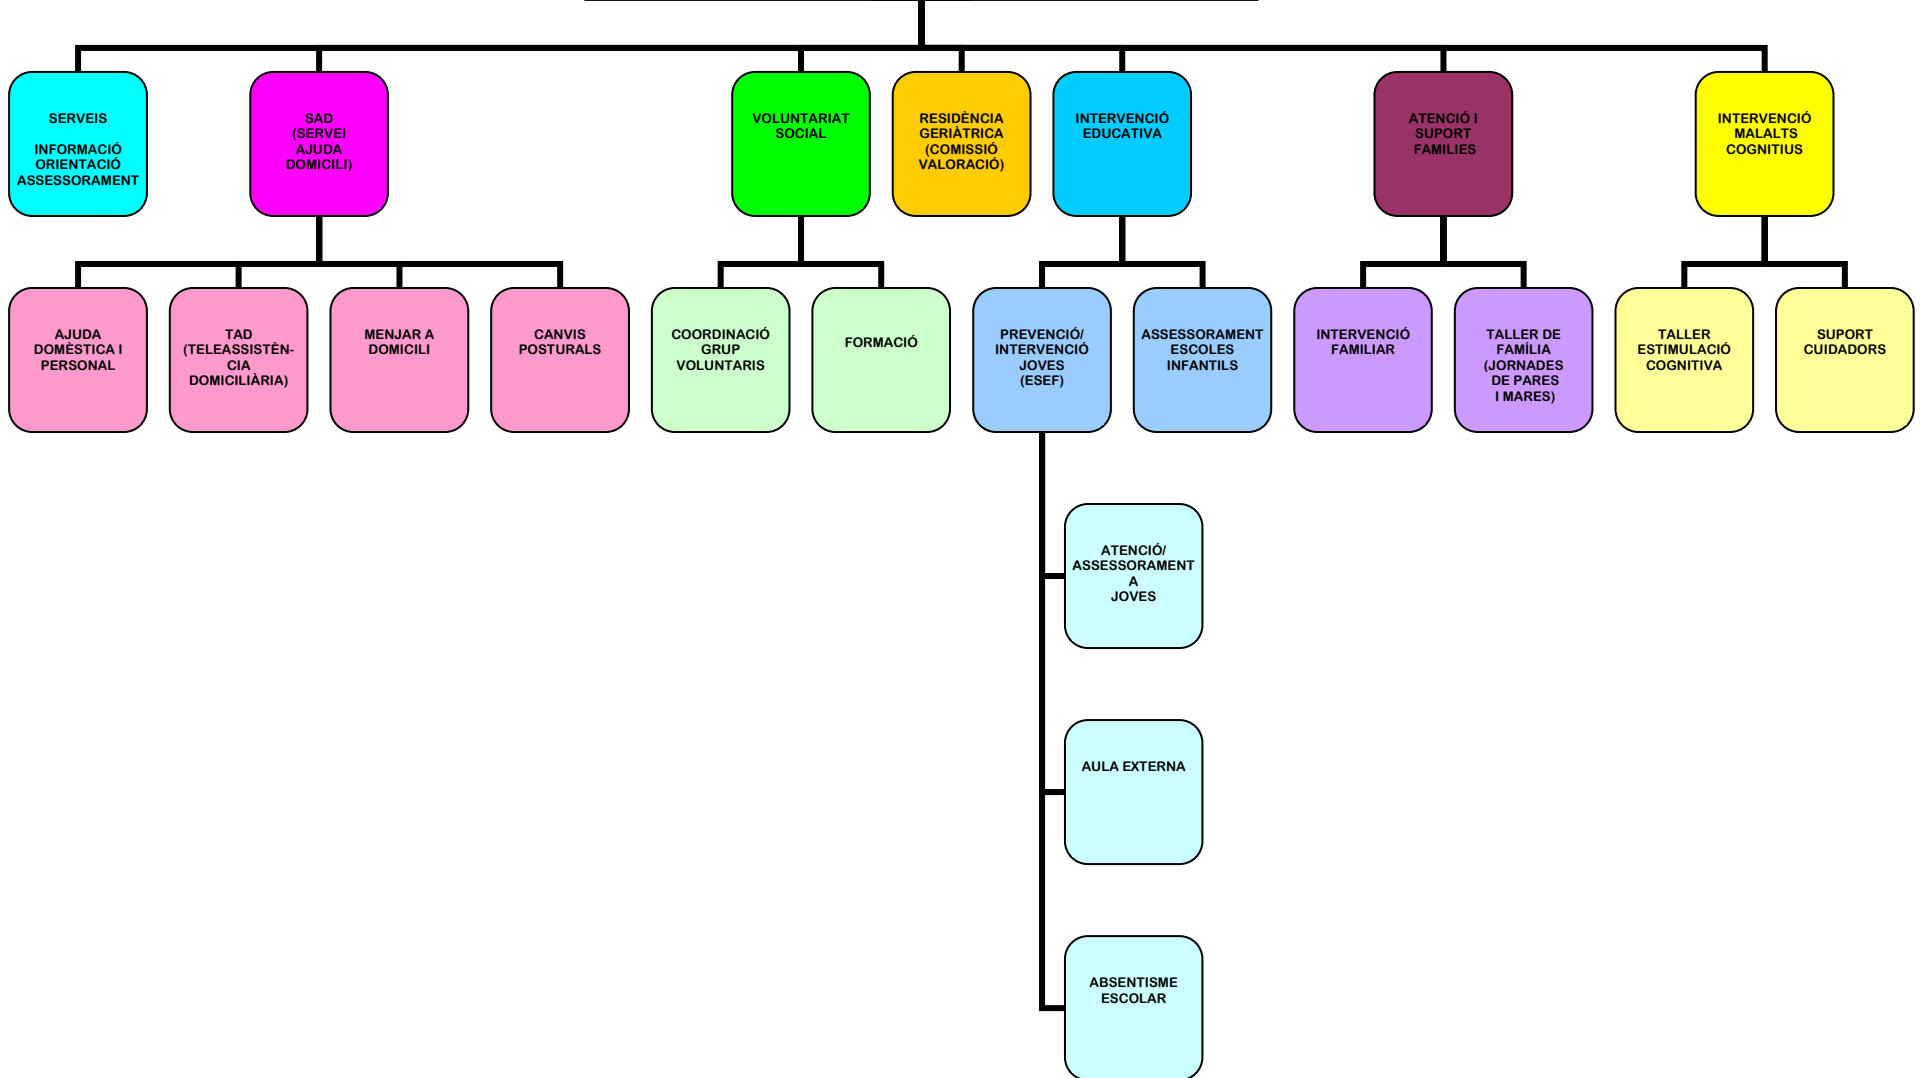 SERVEIS
INFORMACIÓ
ORIENTACIÓ
ASSESSORAMENT
SAD
(SERVEI
AJUDA
DOMICILI)
VOLUNTARIAT
SOCIAL
RESIDÈNCIA
GERIÀTRICA
(COMISSIÓ
VALORACIÓ)
INTERVENCIÓ
EDUCATIVA
ATENCIÓ I
SUPORT
FAMILIES
INTERVENCIÓ
MALALTS
COGNITIUS
AJUDA
DOMÈSTICA I
PERSONAL
TAD
(TELEASSISTÈN-
CIA
DOMICILIÀRIA)
MENJAR A
DOMICILI
CANVIS
POSTURALS
COORDINACIÓ
GRUP
VOLUNTARIS
FORMACIÓ
PREVENCIÓ/
INTERVENCIÓ
JOVES
(ESEF)
ASSESSORAMENT
ESCOLES
INFANTILS
INTERVENCIÓ
FAMILIAR
TALLER DE
FAMÍLIA
(JORNADES
DE PARES
I MARES)
TALLER
ESTIMULACIÓ
COGNITIVA
SUPORT
CUIDADORS
ATENCIÓ/
ASSESSORAMENT
A
JOVES
AULA EXTERNA
ABSENTISME
ESCOLAR